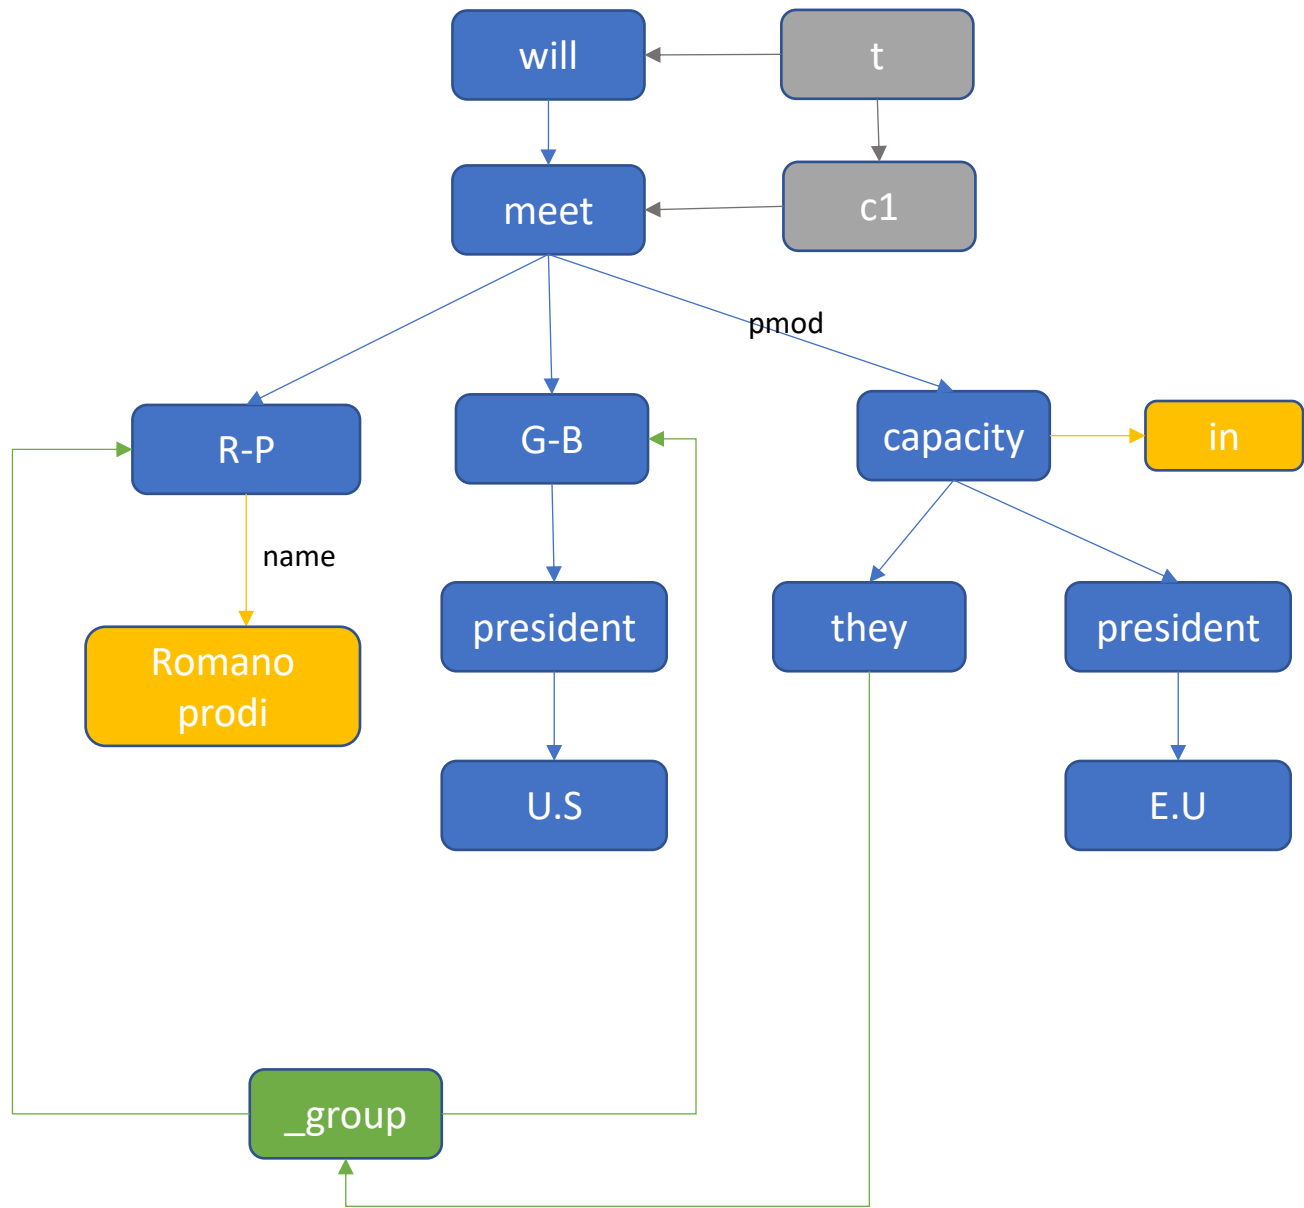 will
t
meet
c1
pmod
R-P
G-B
capacity
in
name
Romano
prodi
president
they
president
U.S
E.U
_group